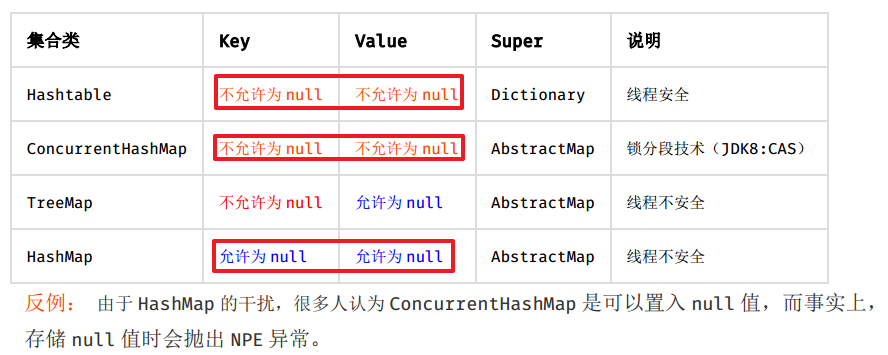 集合类 Key Value Super 说明
Hashtable 不允许为 null 不允许为 null Dictionary 线程安全
ConcurrentHashMap 不允许为 null 不允许为 null AbstractMap 锁分段技术（JDK8:CAS）
TreeMap 不允许为 null 允许为 null AbstractMap 线程不安全
HashMap 允许为 null 允许为 null AbstractMap 线程不安全
反例： 由于 HashMap 的干扰，很多人认为 ConcurrentHashMap 是可以置入 null 值，而事实上，
存储 null 值时会抛出 NPE 异常。